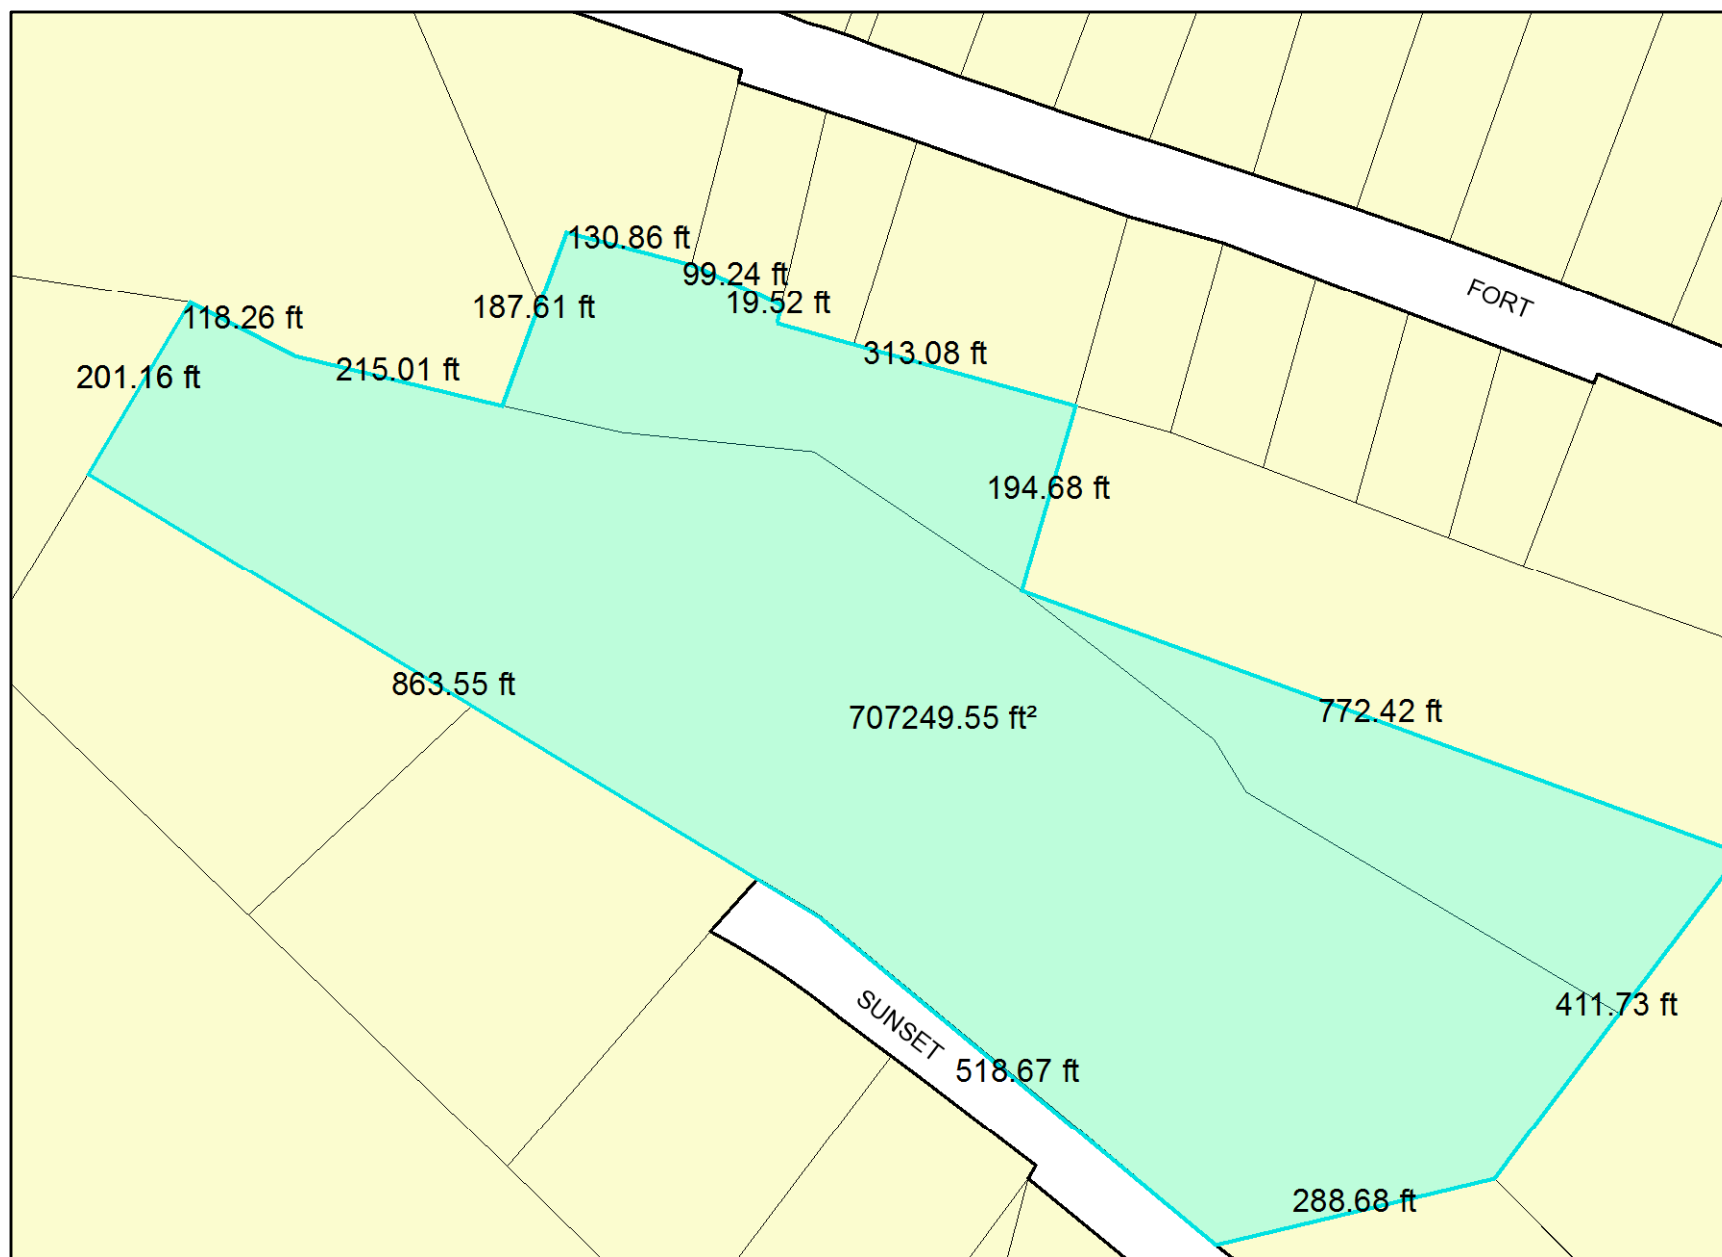 130.86 ft
99.24 ft
19.52 ft
187.61 ft
118.26 ft
FORT
313.08 ft
215.01 ft
201.16 ft
194.68 ft
863.55 ft
707249.55 ft²
772.42 ft
SUNSET
411.73 ft
518.67 ft
288.68 ft